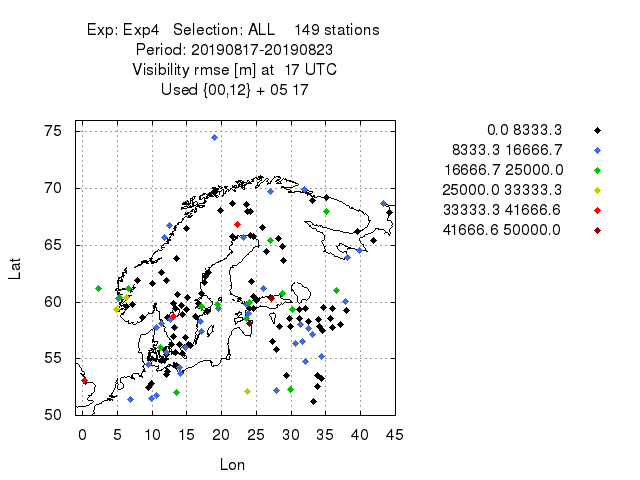 Exp: Exp4 Selection: ALL 149 stations
Period: 20190817-20190823
Visibility rmse [m] at 17 UTC
Used {00,12} + 05 17
75
70
65
60
55
50
Lat
0 5 10 15 20 25 30 35 40 45
Lon
0.0 8333.3
8333.3 16666.7
16666.7 25000.0
25000.0 33333.3
33333.3 41666.6
41666.6 50000.0